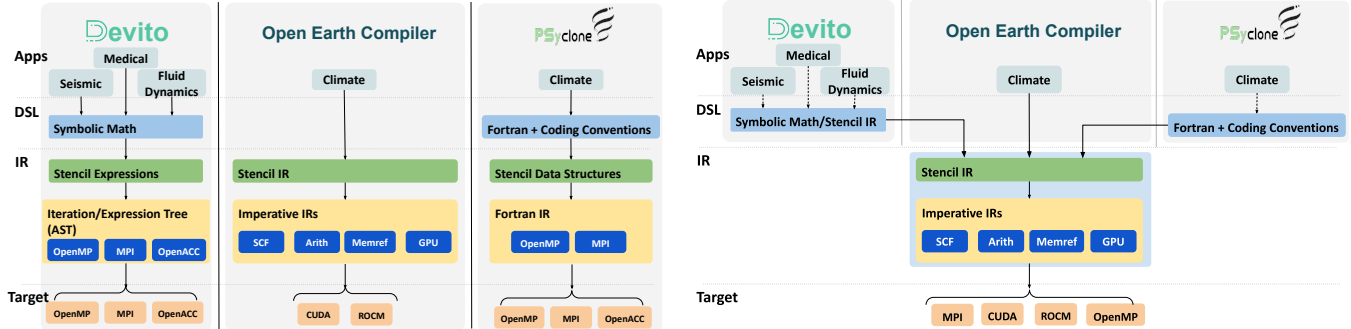 Devito
Open Earth Compiler
PSyclone
Apps
Medical
Seismic
Fluid
Dynamics
Climate
Climate
DSL
Symbolic Math
Fortran + Coding Conventions
IR
Stencil Expressions
Stencil IR
Stencil Data Structures
Iteration/Expression Tree
(AST)
OpenMP
MPI
OpenACC
Imperative IRs
SCF
Arith
Memref
GPU
Fortran IR
OpenMP
MPI
Target
OpenMP
MPI
OpenACC
CUDA
ROCM
OpenMP
MPI
OpenACC
Devito
Open Earth Compiler
PSyclone
Apps
Medical
Seismic
Fluid
Dynamics
Climate
Climate
DSL
Symbolic Math/Stencil IR
Fortran + Coding Conventions
IR
Stencil IR
Imperative IRs
SCF
Arith
Memref
GPU
Target
MPI
CUDA
ROCM
OpenMP